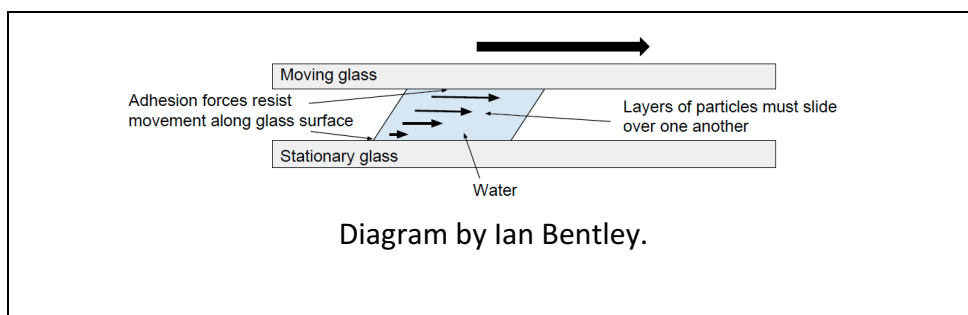 Moving glass
Adhesion forces resist
movement along glass surface
Layers of particles must slide
over one another
Stationary glass
Water
Diagram by Ian Bentley.